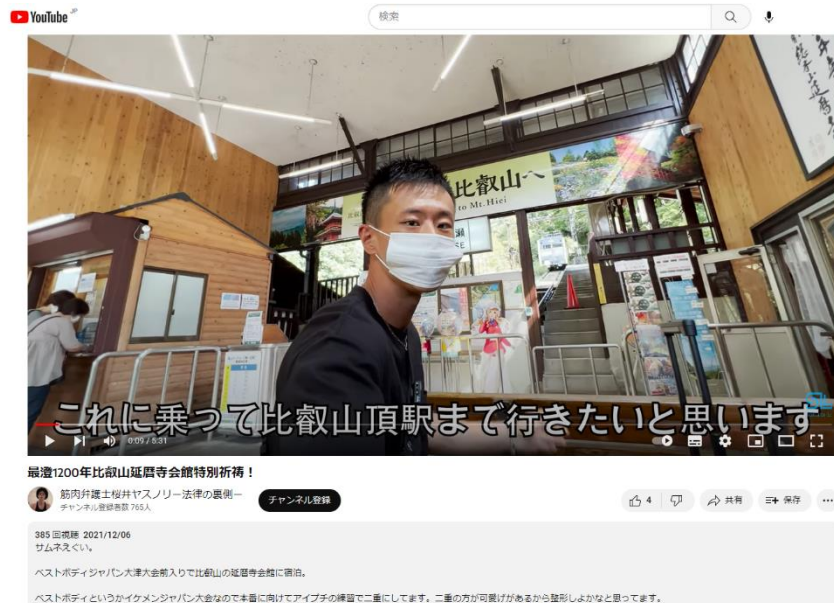 YouTube JP
検索
比叡山へ
to Mt.Hiei
これに乗って比叡山頂駅まで行きたいと思います
0:09 / 5:31
最澄1200年比叡山延暦寺会館特別祈祷！
筋肉弁護士桜井ヤスノリー法律の裏側ー
チャンネル登録者数 765人
チャンネル登録
4
共有
保存
385 回視聴 2021/12/06
サムネえぐい。
ベストボディジャパン大津大会前入りで比叡山の延暦寺会館に宿泊。
ベストボディというかイケメンジャパン大会なので本番に向けてアイプチの練習で二重にしてます。二重の方が可愛げがあるから整形しよかなと思ってます。